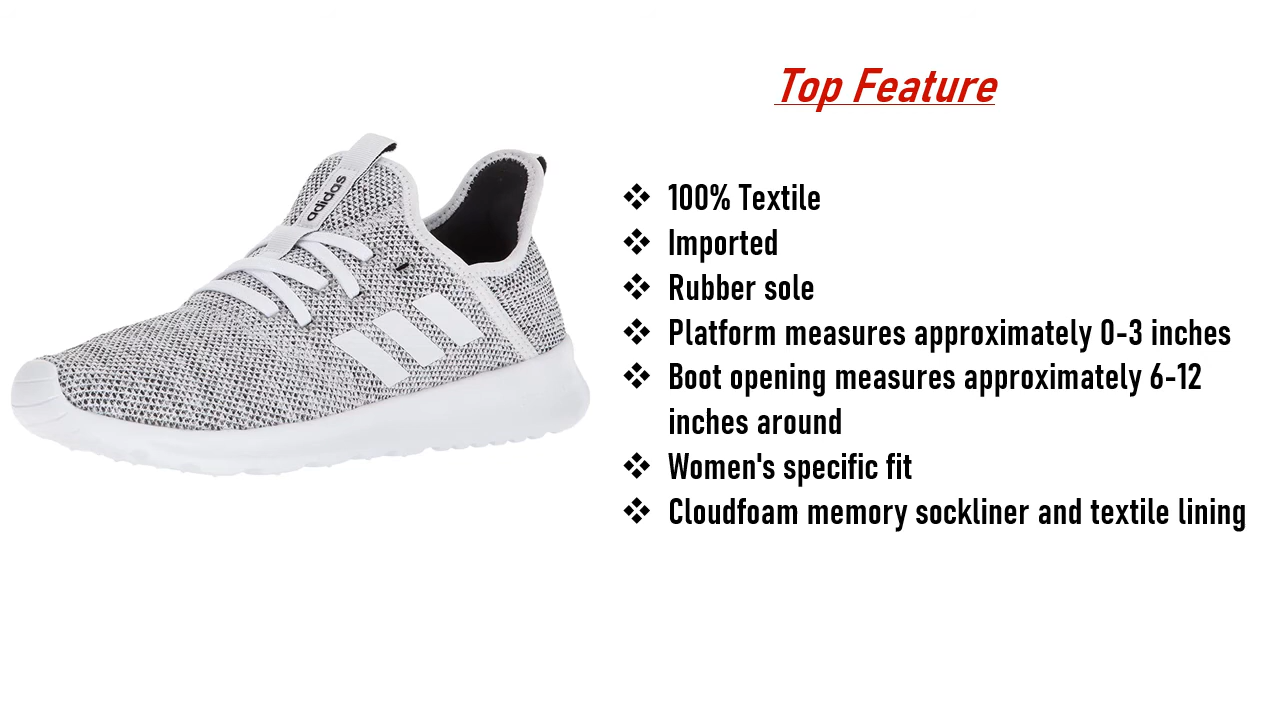 Top Feature
adidas
100% Textile
Imported
Rubber sole
Platform measures approximately 0-3 inches
Boot opening measures approximately 6-12
inches around
Women's specific fit
Cloudfoam memory sockliner and textile lining